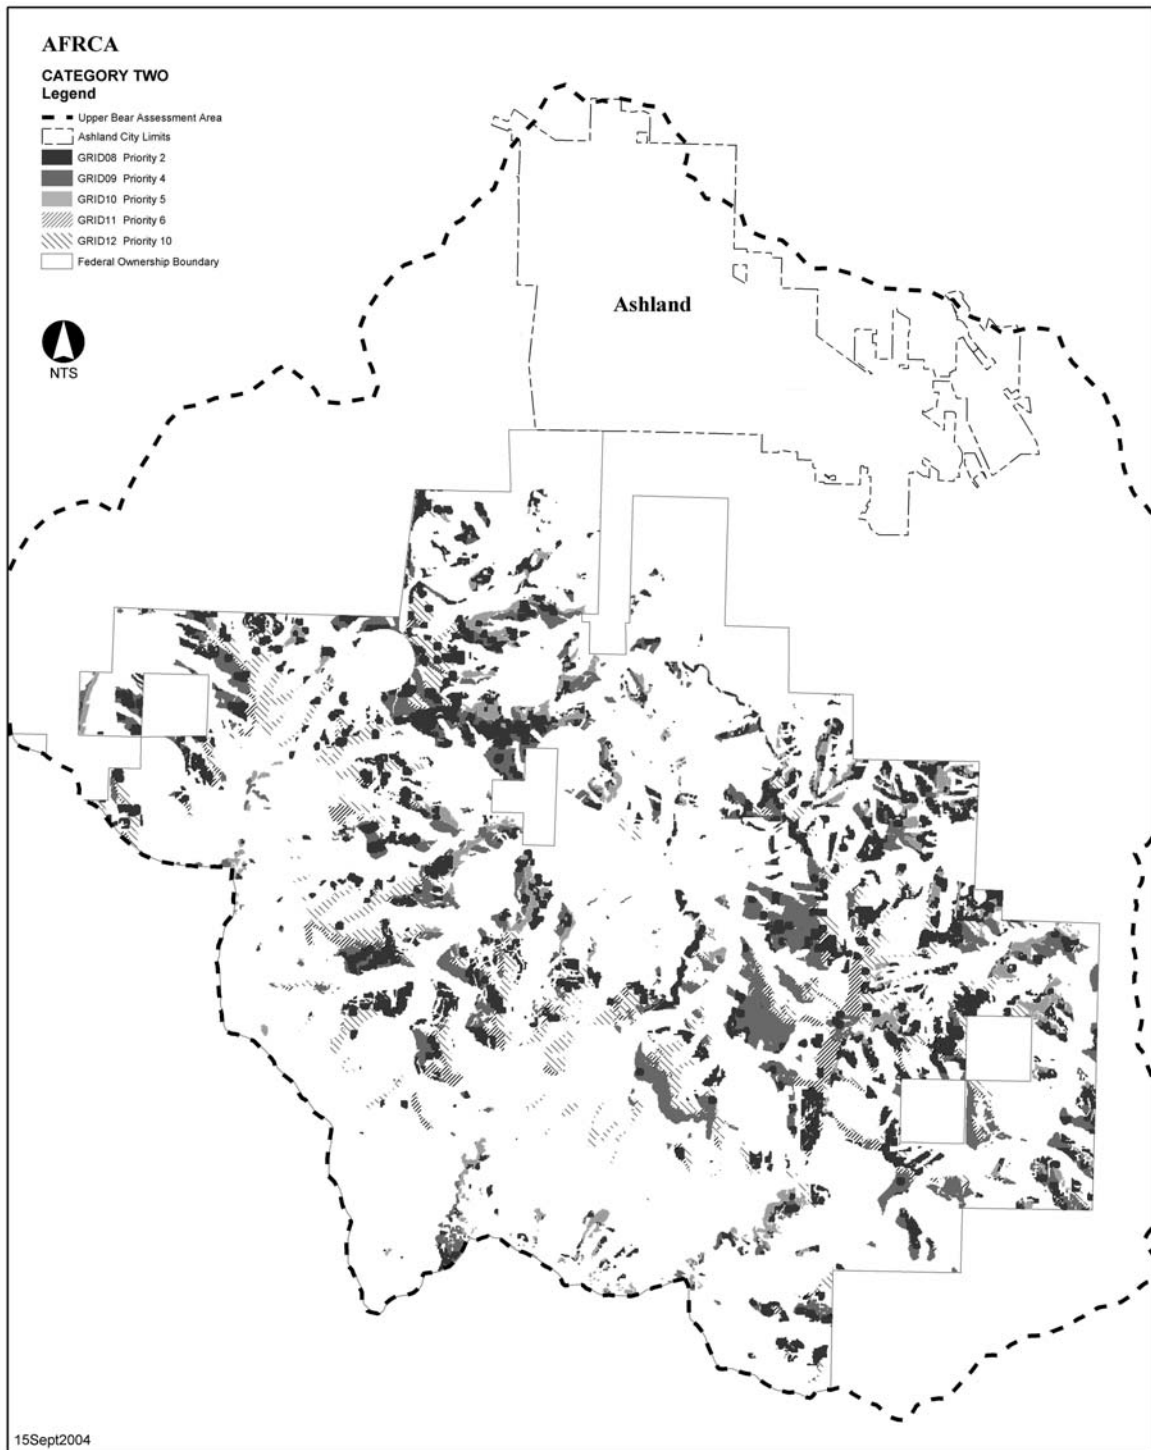 AFRCA
CATEGORY TWO
Legend
Upper Bear Assessment Area
Ashland City Limits
GRID08 Priority 2
GRID09 Priority 4
GRID10 Priority 5
GRID11 Priority 6
GRID12 Priority 10
Federal Ownership Boundary
NTS
Ashland
15Sept2004